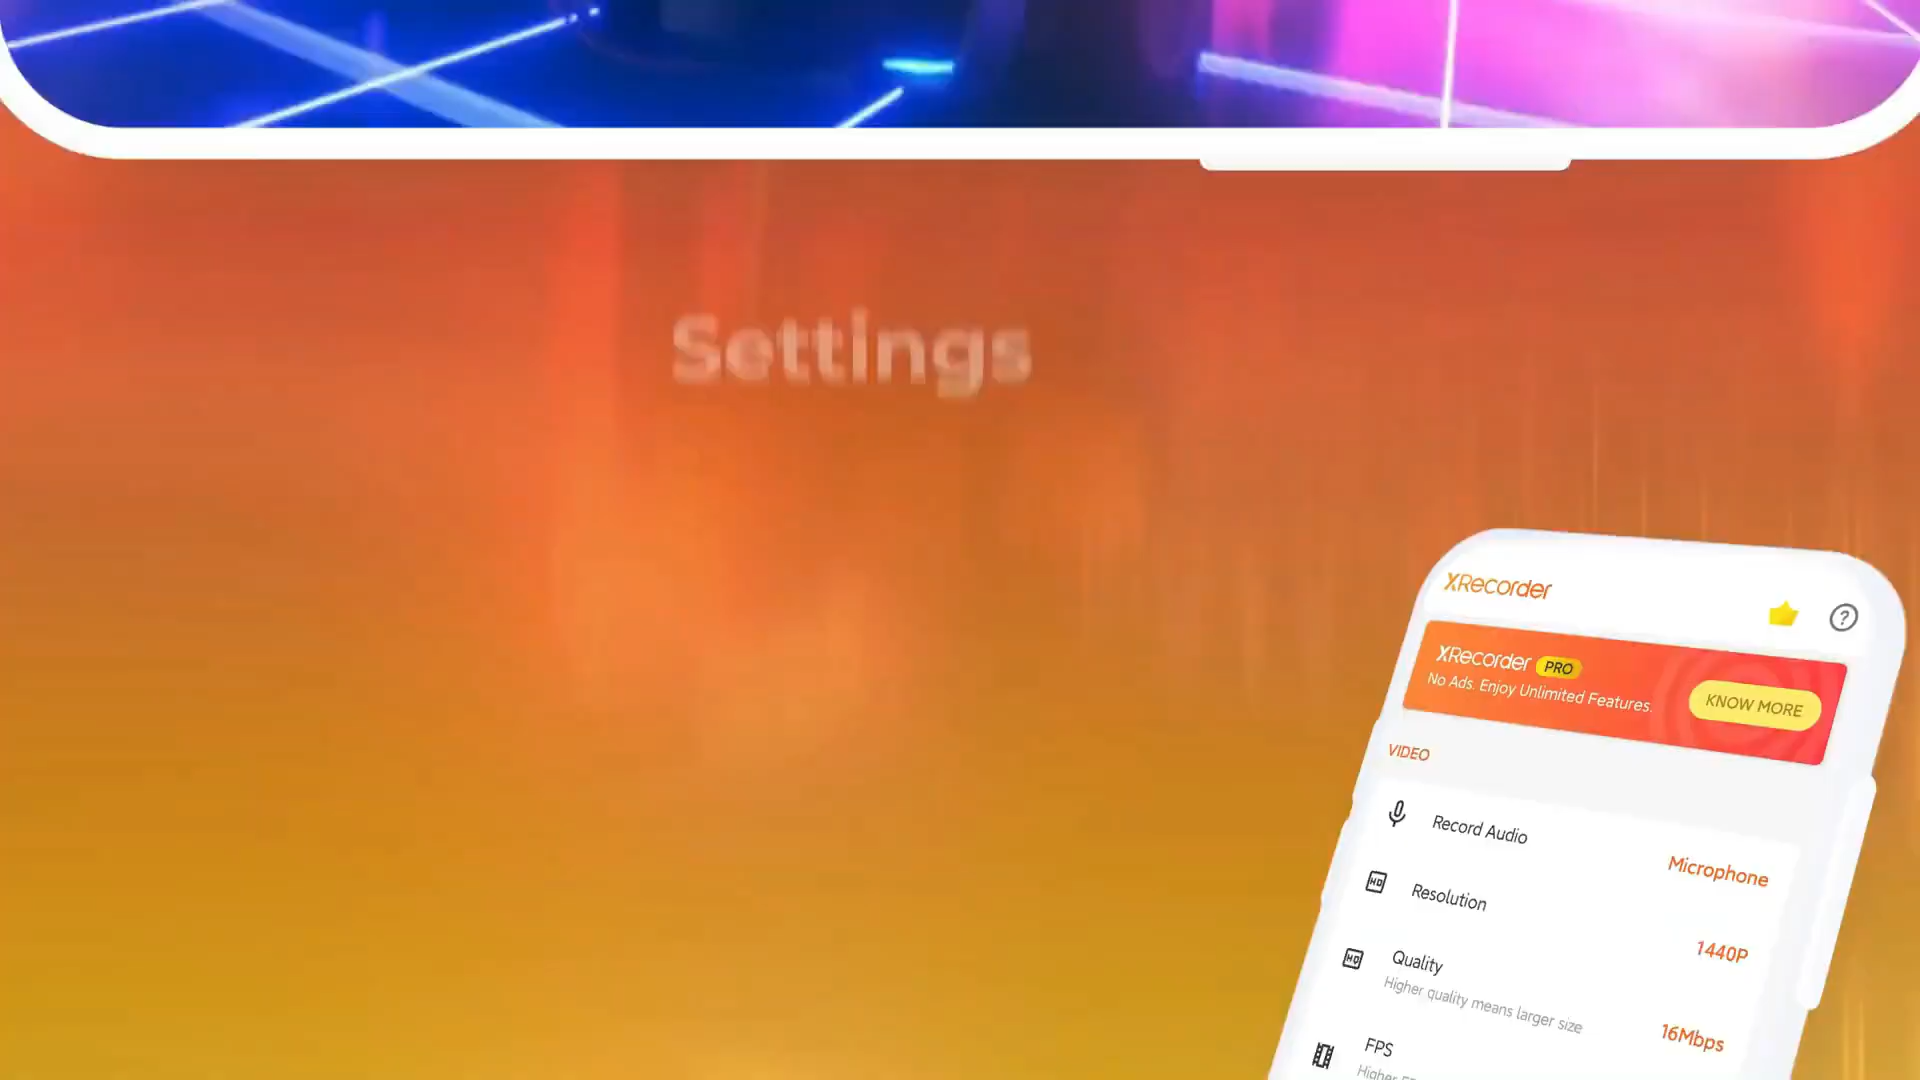 Settings
XRecorder
XRecorder PRO
No Ads. Enjoy Unlimited Features.
KNOW MORE
VIDEO
Record Audio
Microphone
Resolution
1440P
Quality
Higher quality means larger size
16Mbps
FPS
Higher